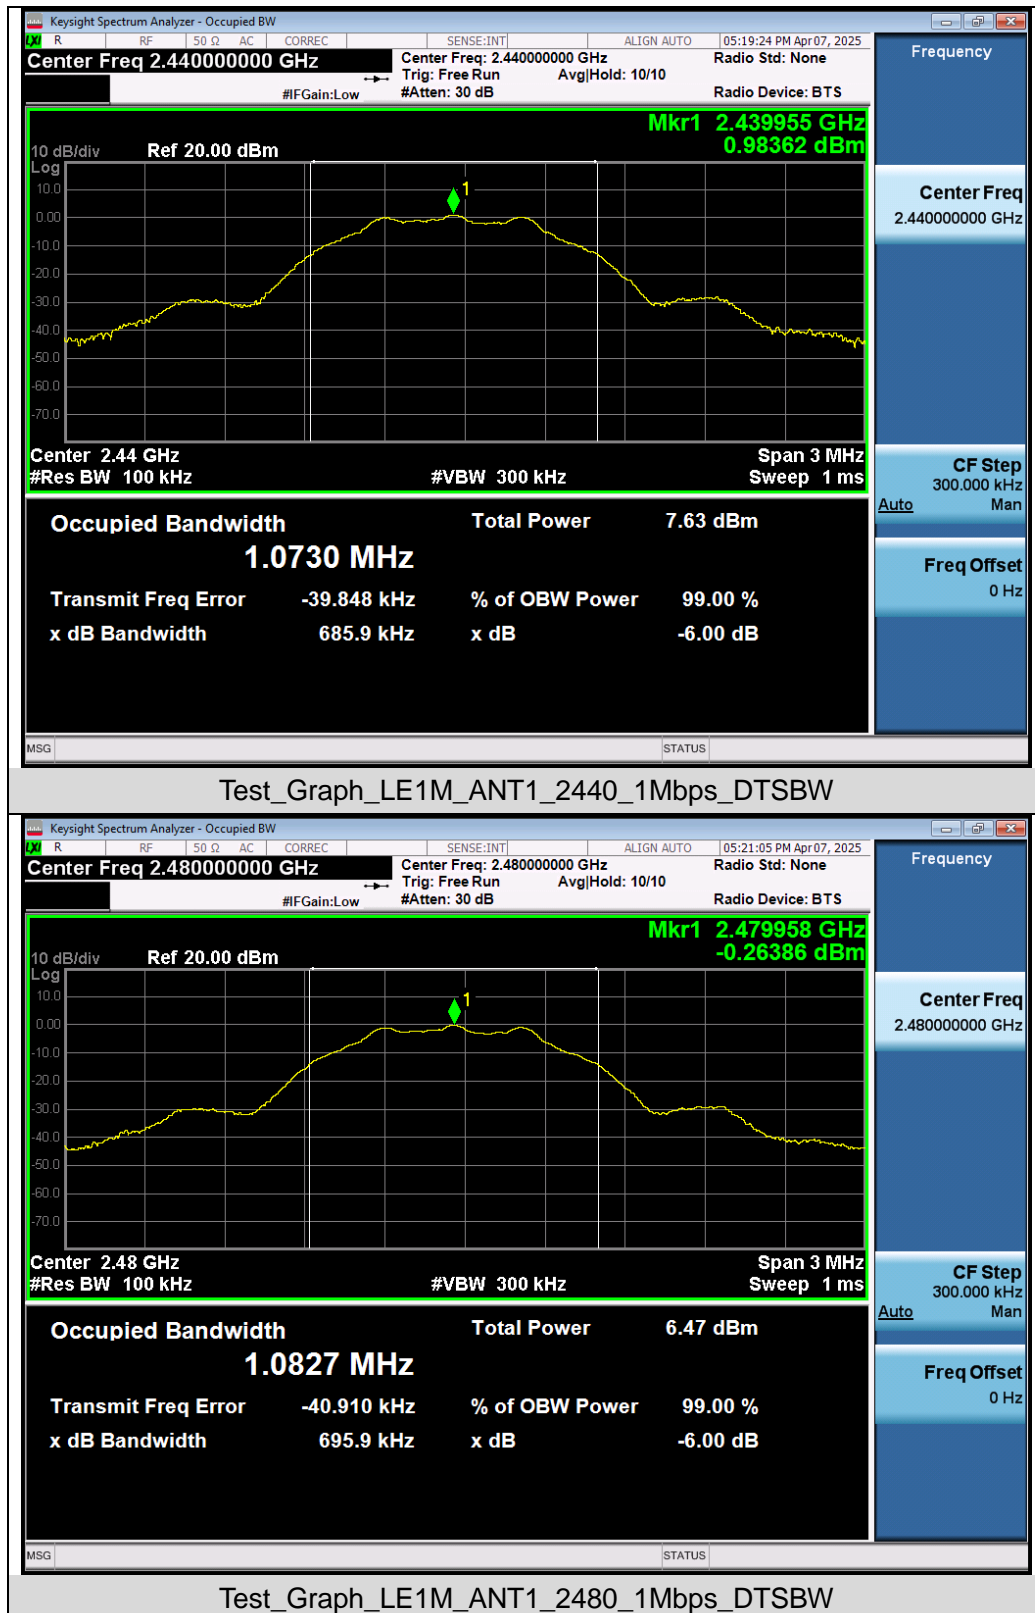 Keysight Spectrum Analyzer - Occupied BW
LXI R RF 50 Ω AC CORREC SENSE:INT ALIGN AUTO 05:19:24 PM Apr 07, 2025
Center Freq 2.440000000 GHz
Center Freq: 2.440000000 GHz
Radio Std: None
Trig: Free Run Avg|Hold: 10/10
#IFGain:Low
#Atten: 30 dB
Radio Device: BTS
Frequency
Mkr1 2.439955 GHz
0.98362 dBm
10 dB/div Ref 20.00 dBm
Log
10.0
0.00
-10.0
-20.0
-30.0
-40.0
-50.0
-60.0
-70.0
1
Center 2.44 GHz Span 3 MHz
#Res BW 100 kHz #VBW 300 kHz Sweep 1 ms
Center Freq
2.440000000 GHz
CF Step
300.000 kHz
Auto Man
Freq Offset
0 Hz
Occupied Bandwidth Total Power 7.63 dBm
1.0730 MHz
Transmit Freq Error -39.848 kHz % of OBW Power 99.00 %
x dB Bandwidth 685.9 kHz x dB -6.00 dB
MSG STATUS
Test_Graph_LE1M_ANT1_2440_1Mbps_DTSBW
Keysight Spectrum Analyzer - Occupied BW
LXI R RF 50 Ω AC CORREC SENSE:INT ALIGN AUTO 05:21:05 PM Apr 07, 2025
Center Freq 2.480000000 GHz
Center Freq: 2.480000000 GHz
Radio Std: None
Trig: Free Run Avg|Hold: 10/10
#IFGain:Low
#Atten: 30 dB
Radio Device: BTS
Frequency
Mkr1 2.479958 GHz
-0.26386 dBm
10 dB/div Ref 20.00 dBm
Log
10.0
0.00
-10.0
-20.0
-30.0
-40.0
-50.0
-60.0
-70.0
1
Center 2.48 GHz Span 3 MHz
#Res BW 100 kHz #VBW 300 kHz Sweep 1 ms
Center Freq
2.480000000 GHz
CF Step
300.000 kHz
Auto Man
Freq Offset
0 Hz
Occupied Bandwidth Total Power 6.47 dBm
1.0827 MHz
Transmit Freq Error -40.910 kHz % of OBW Power 99.00 %
x dB Bandwidth 695.9 kHz x dB -6.00 dB
MSG STATUS
Test_Graph_LE1M_ANT1_2480_1Mbps_DTSBW